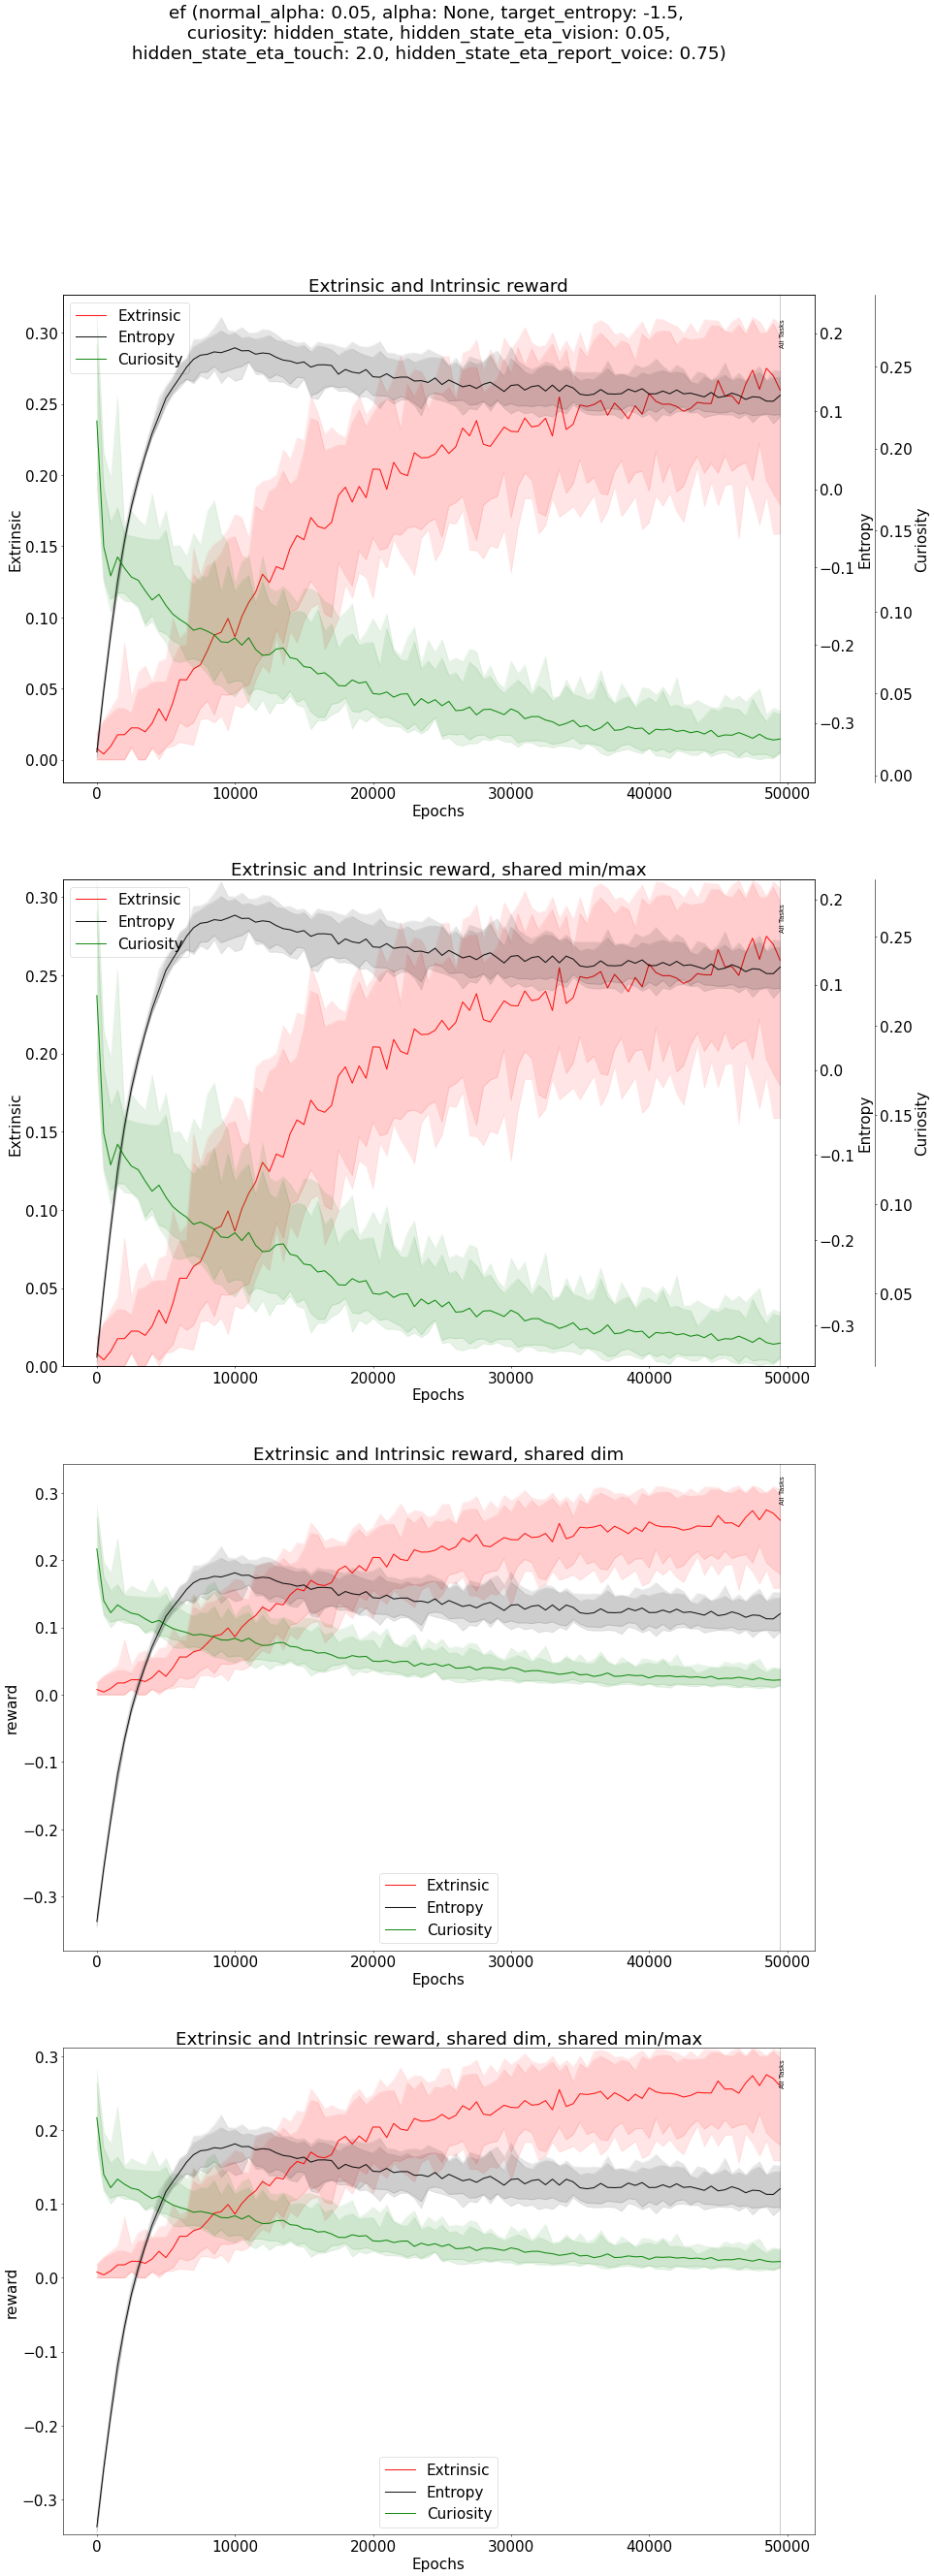 ef (normal_alpha: 0.05, alpha: None, target_entropy: -1.5,
curiosity: hidden_state, hidden_state_eta_vision: 0.05,
hidden_state_eta_touch: 2.0, hidden_state_eta_report_voice: 0.75)
Extrinsic and Intrinsic reward
Extrinsic
Entropy
Curiosity
All Tasks
0.30
0.25
0.20
0.15
0.10
0.05
0.00
Extrinsic
0.2
0.1
0.0
−0.1
−0.2
−0.3
Entropy
0.25
0.20
0.15
0.10
0.05
0.00
Curiosity
0 10000 20000 30000 40000 50000
Epochs
Extrinsic and Intrinsic reward, shared min/max
Extrinsic
Entropy
Curiosity
All Tasks
0.30
0.25
0.20
0.15
0.10
0.05
0.00
Extrinsic
0.2
0.1
0.0
−0.1
−0.2
−0.3
Entropy
0.25
0.20
0.15
0.10
0.05
Curiosity
0 10000 20000 30000 40000 50000
Epochs
Extrinsic and Intrinsic reward, shared dim
All Tasks
0.3
0.2
0.1
0.0
−0.1
−0.2
−0.3
reward
Extrinsic
Entropy
Curiosity
0 10000 20000 30000 40000 50000
Epochs
Extrinsic and Intrinsic reward, shared dim, shared min/max
All Tasks
0.3
0.2
0.1
0.0
−0.1
−0.2
−0.3
reward
Extrinsic
Entropy
Curiosity
0 10000 20000 30000 40000 50000
Epochs